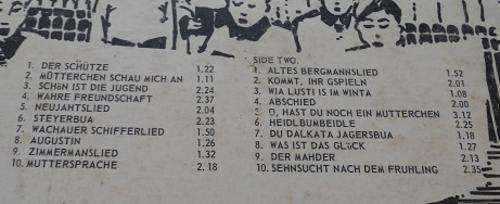 1. DER SCHÜTZE 1.22
2. MÜTTERCHEN SCHAU MICH AN 1.11
3. SCHÖN IST DIE JUGEND 2.24
4. WAHRE FREUNDSCHAFT 2.37
5. NEUJAHTSLIED 2.04
6. STEYERBUA 2.23
7. WACHAUER SCHIFFERLIED 1.50
8. AUGUSTIN 1.26
9. ZIMMERMANSLIED 1.32
10. MUTTERSPRACHE 2.18
SIDE TWO.
1. ALTES BERGMANNSLIED 1.52
2. KOMMT, IHR GSPIELN 2.01
3. WIA LUSTI IS IM WINTA 1.08
4. ABSCHIED 2.00
5. O, HAST DU NOCH EIN MUTTERCHEN 3.12
6. HEIDLBUMBEIDLE 2.25
7. DU DALKATA JAGERSBUA 1.18
8. WAS IST DAS GLÜCK 1.27
9. DER MAHDER 2.13
10. SEHNSUCHT NACH DEM FRUHLING 2.35